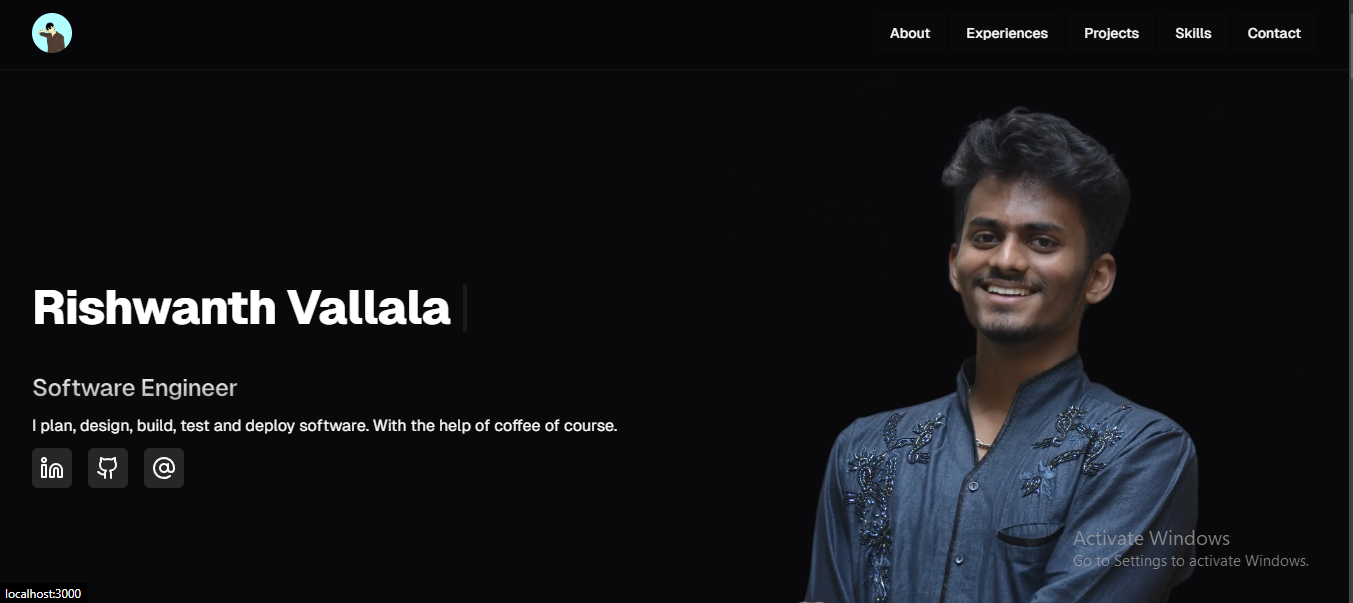 About Experiences Projects Skills Contact
Rishwanth Vallala
Software Engineer
I plan, design, build, test and deploy software. With the help of coffee of course.
in @
Activate Windows
Go to Settings to activate Windows.
localhost:3000